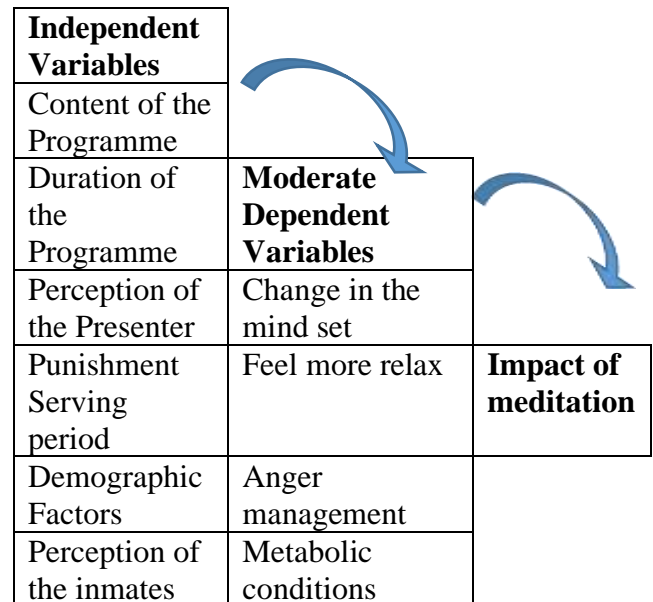 Independent
Variables
Content of the
Programme
Duration of
the
Programme
Perception of
the Presenter
Punishment
Serving
period
Demographic
Factors
Perception of
the inmates
Moderate
Dependent
Variables
Change in the
mind set
Feel more relax
Anger
management
Metabolic
conditions
Impact of
meditation